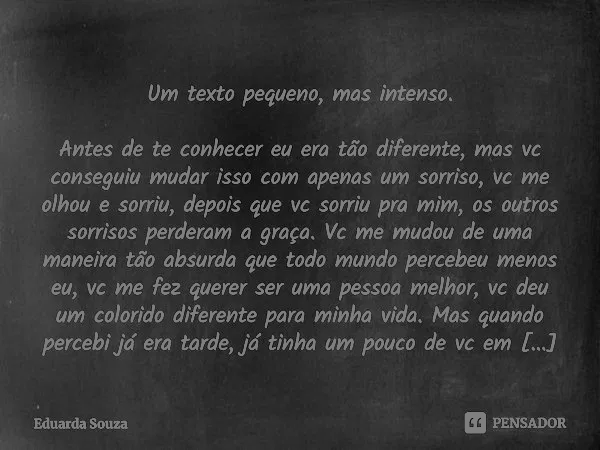 Um texto pequeno, mas intenso.
Antes de te conhecer eu era tão diferente, mas vc
conseguiu mudar isso com apenas um sorriso, vc me
olhou e sorriu, depois que vc sorriu pra mim, os outros
sorrisos perderam a graça. Vc me mudou de uma
maneira tão absurda que todo mundo percebeu menos
eu, vc me fez querer ser uma pessoa melhor, vc deu
um colorido diferente para minha vida. Mas quando
percebi já era tarde, já tinha um pouco de vc em [...]
Eduarda Souza
PENSADOR